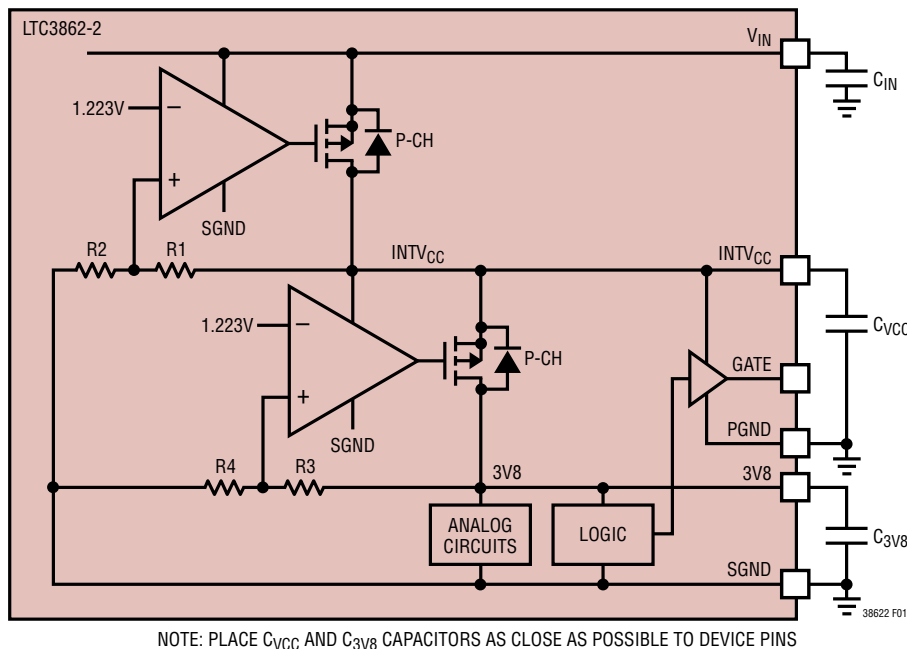 LTC3862-2
VIN
CIN
1.223V
−
P-CH
+
SGND
R2
R1
INTVCC
INTVCC
1.223V
−
CVCC
P-CH
GATE
+
SGND
PGND
R4
R3
3V8
3V8
ANALOG
CIRCUITS
LOGIC
C3V8
SGND
38622 F01
NOTE: PLACE CVCC AND C3V8 CAPACITORS AS CLOSE AS POSSIBLE TO DEVICE PINS